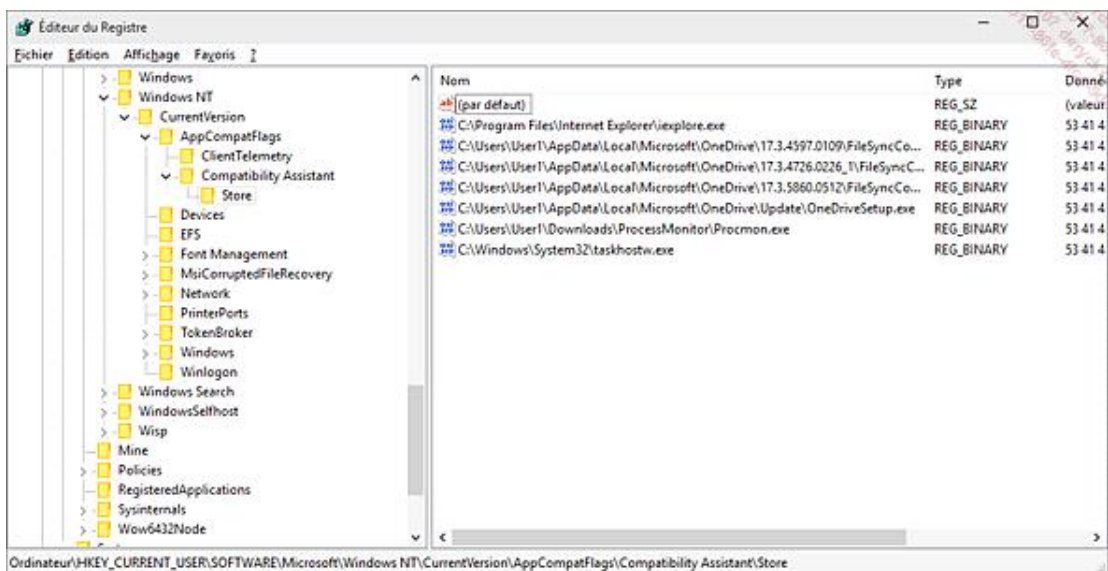 Éditeur du Registre
Fichier Edition Affichage Favoris ?
Windows
Windows NT
CurrentVersion
AppCompatFlags
ClientTelemetry
Compatibility Assistant
Store
Devices
EFS
Font Management
MsiCorruptedFileRecovery
Network
PrinterPorts
TokenBroker
Windows
Winlogon
Windows Search
WindowsSelfhost
Wisp
Mine
Policies
RegisteredApplications
Sysinternals
Wow6432Node
Nom Type Donné
(par défaut) REG_SZ (valeur
C:\Program Files\Internet Explorer\iexplore.exe REG_BINARY 53 41 4
C:\Users\User1\AppData\Local\Microsoft\OneDrive\17.3.4597.0109\FileSyncCo... REG_BINARY 53 41 4
C:\Users\User1\AppData\Local\Microsoft\OneDrive\17.3.4726.0226_1\FileSyncC... REG_BINARY 53 41 4
C:\Users\User1\AppData\Local\Microsoft\OneDrive\17.3.5860.0512\FileSyncCo... REG_BINARY 53 41 4
C:\Users\User1\AppData\Local\Microsoft\OneDrive\Update\OneDriveSetup.exe REG_BINARY 53 41 4
C:\Users\User1\Downloads\ProcessMonitor\Procmon.exe REG_BINARY 53 41 4
C:\Windows\System32\taskhostw.exe REG_BINARY 53 41 4
Ordinateur\HKEY_CURRENT_USER\SOFTWARE\Microsoft\Windows NT\CurrentVersion\AppCompatFlags\Compatibility Assistant\Store